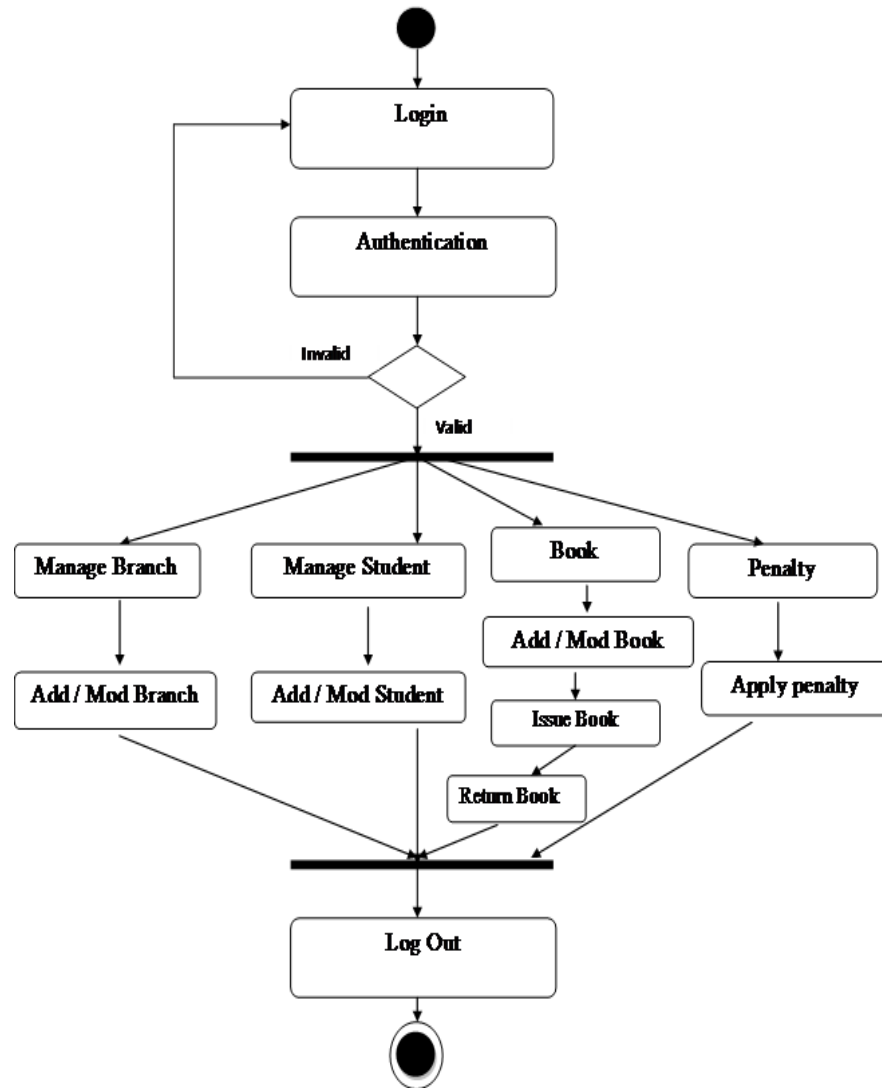 Login
Authentication
Invalid
Valid
Manage Branch
Manage Student
Book
Penalty
Add / Mod Book
Add / Mod Branch
Add / Mod Student
Apply penalty
Issue Book
Return Book
Log Out